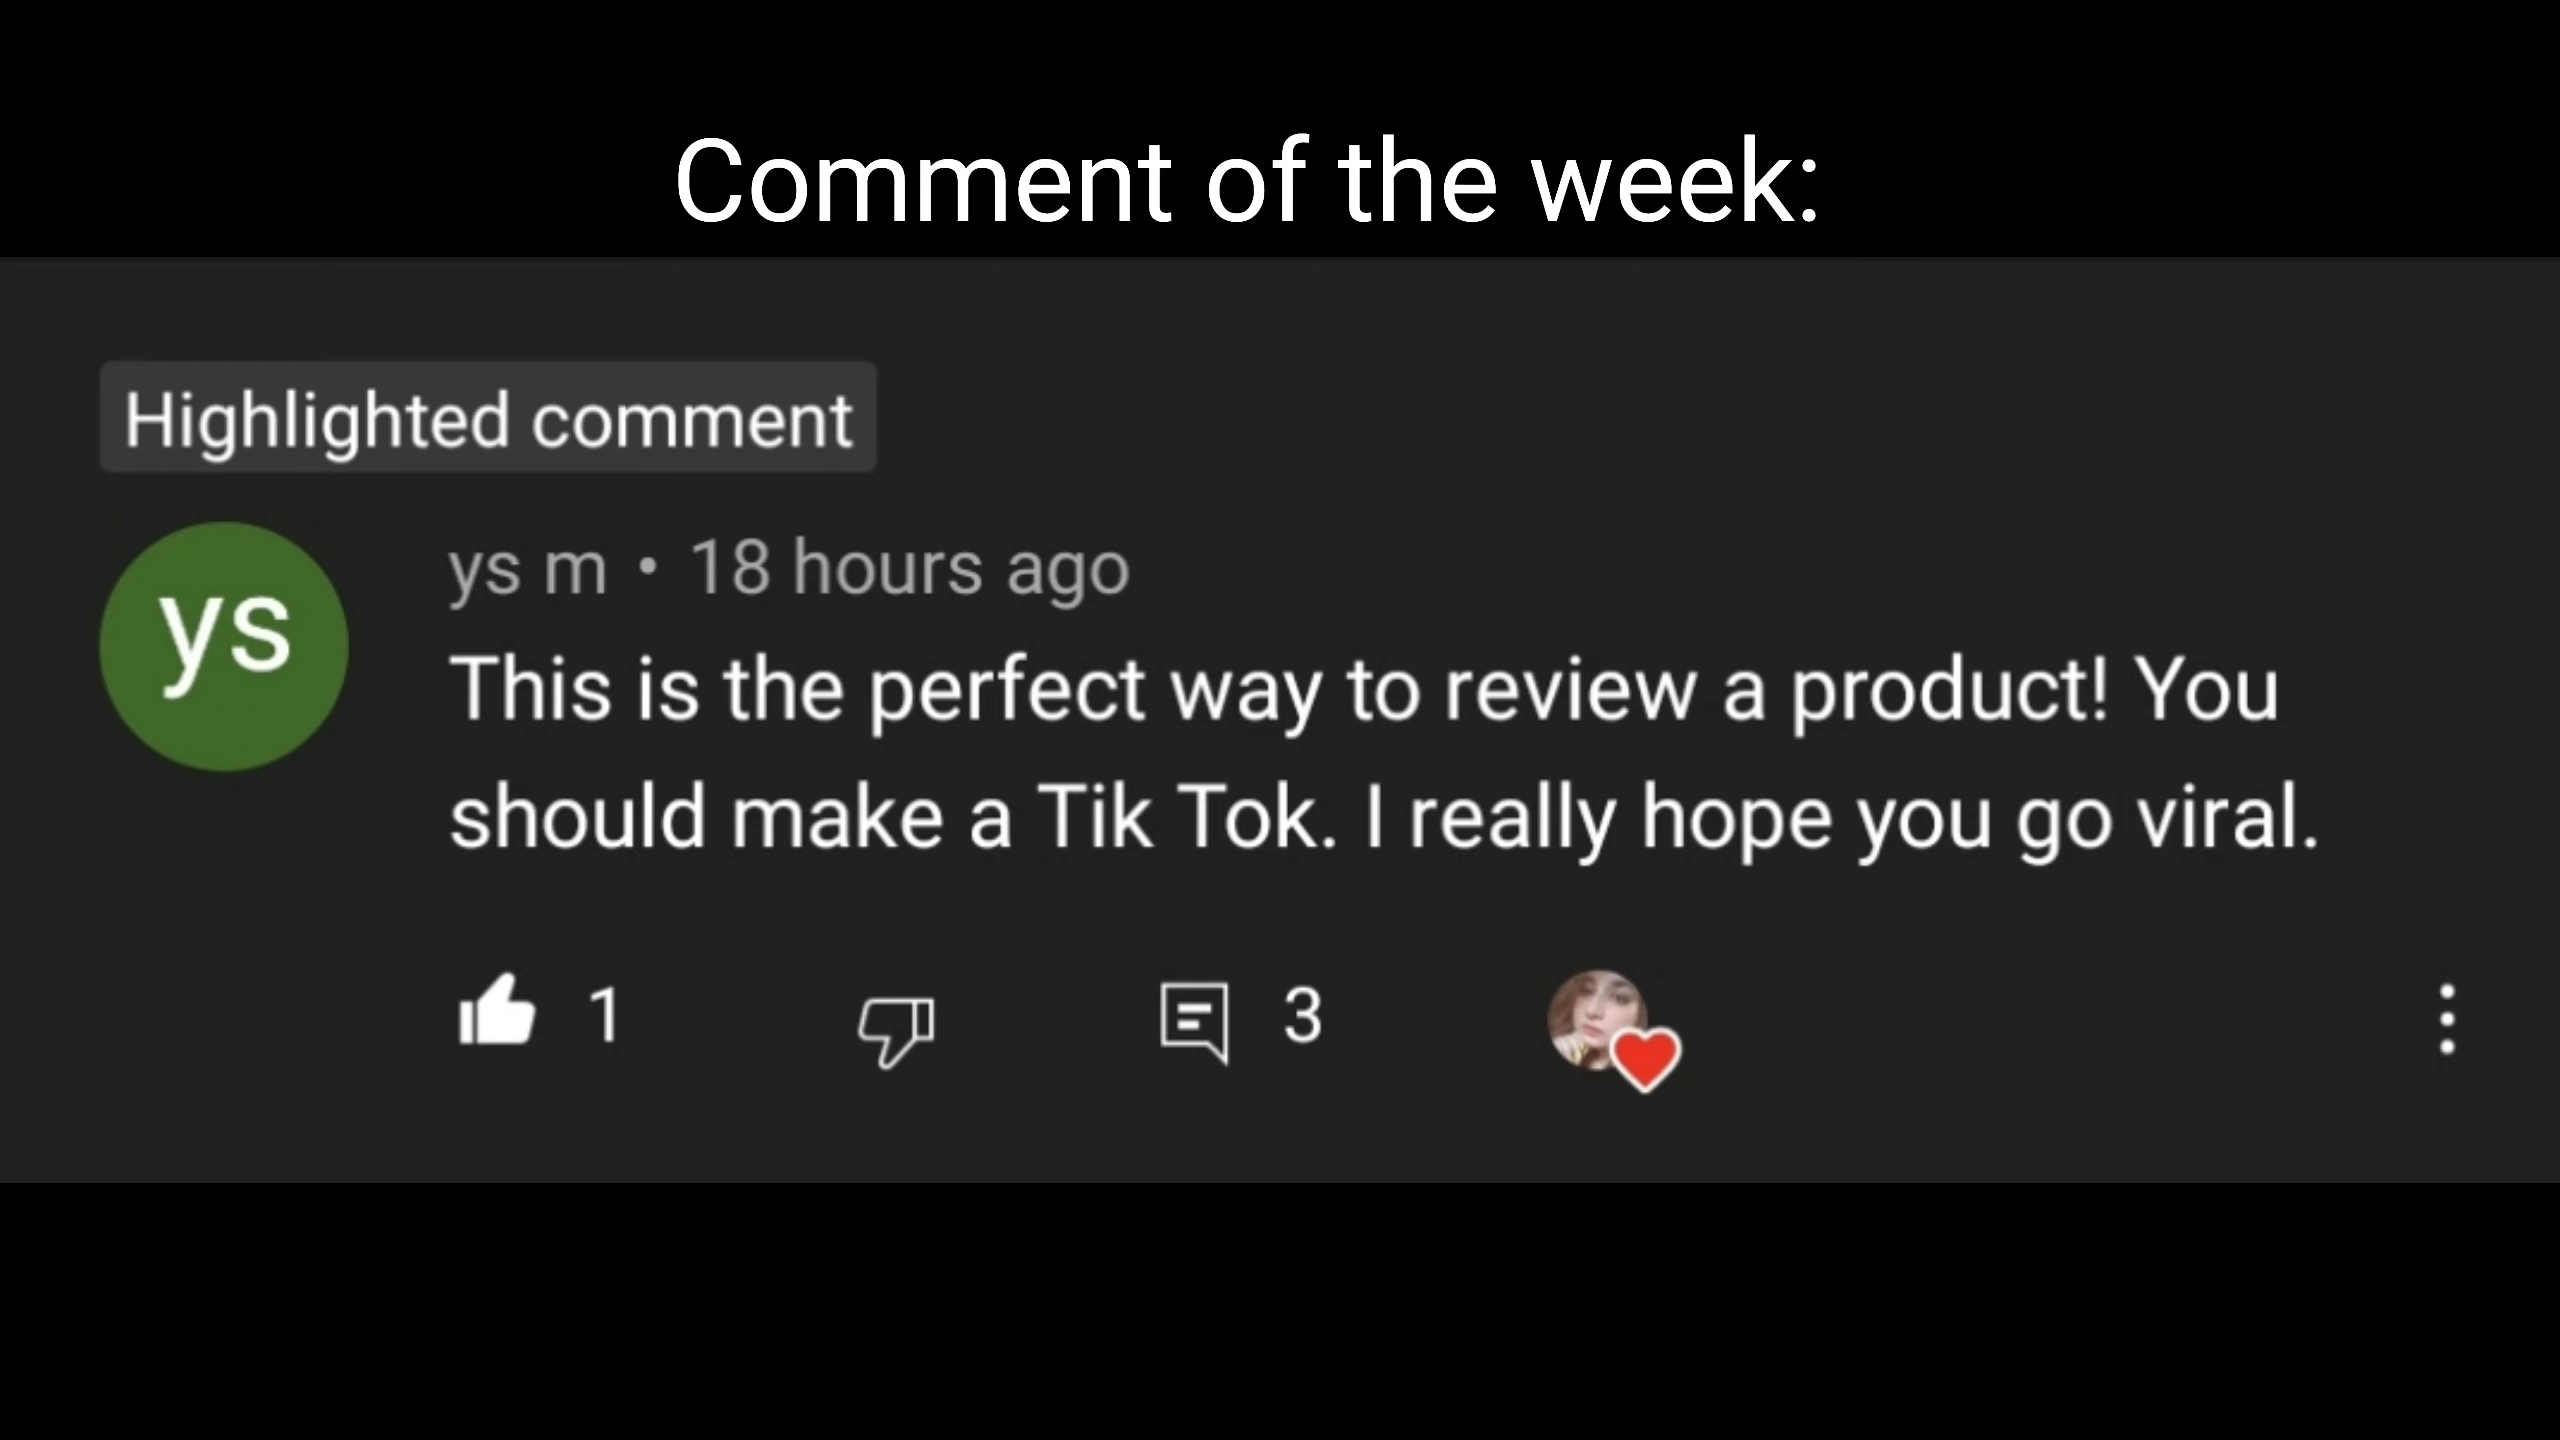 Comment of the week:
Highlighted comment
ys
ys m • 18 hours ago
This is the perfect way to review a product! You
should make a Tik Tok. I really hope you go viral.
1
3